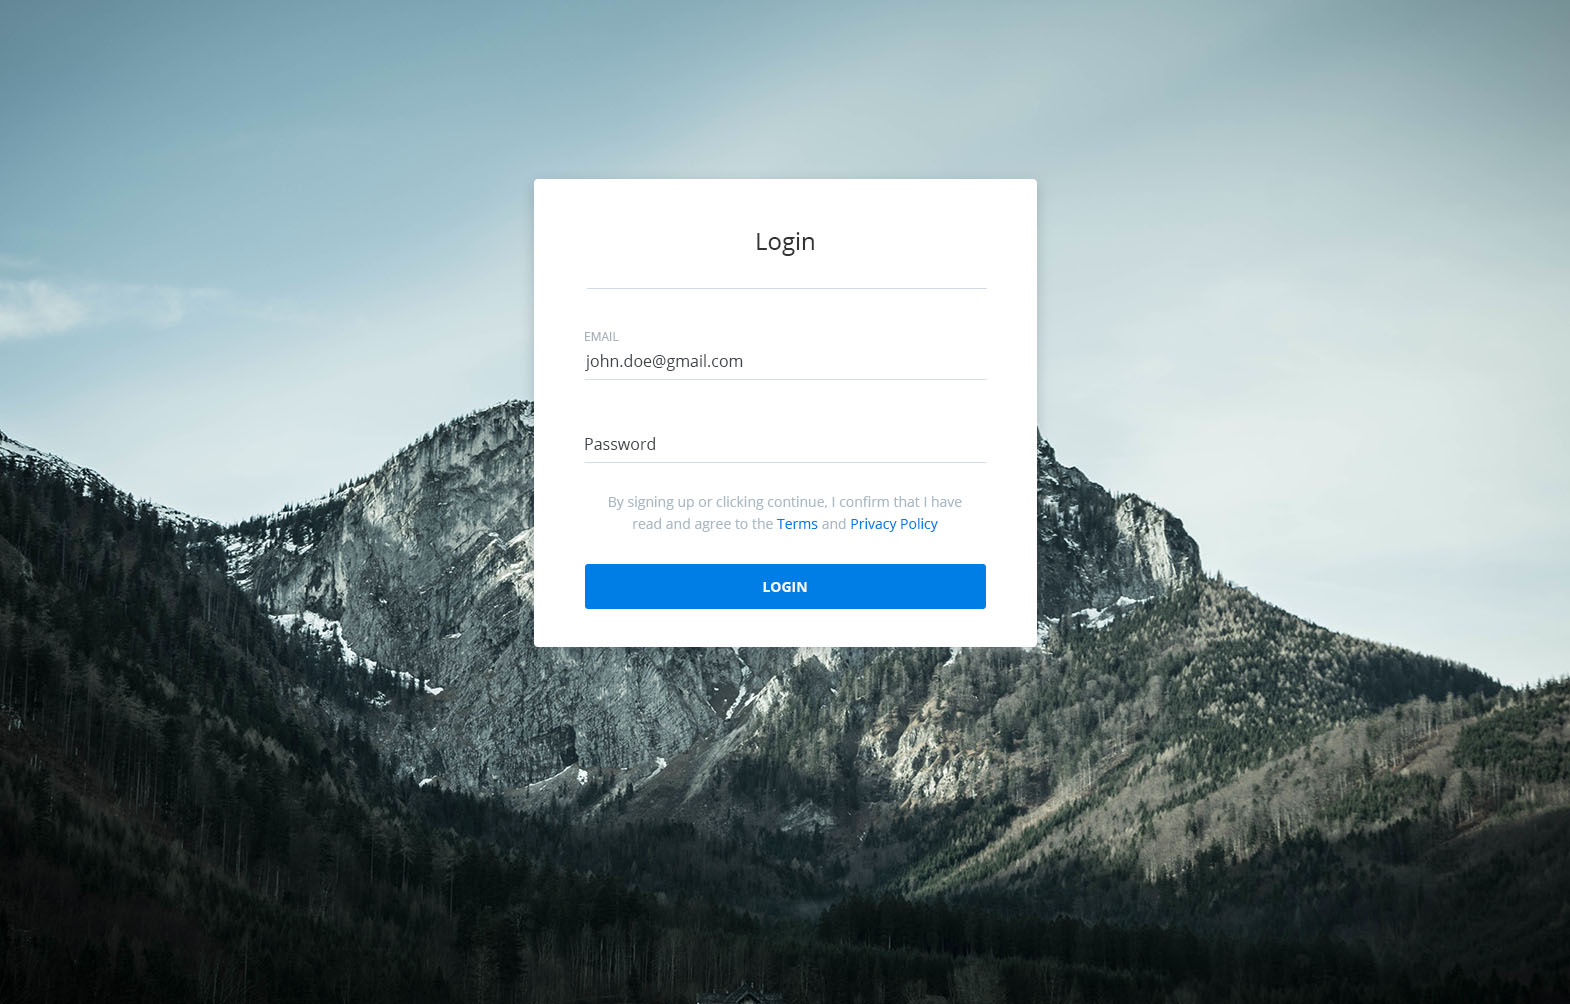 Login
EMAIL
john.doe@gmail.com
Password
By signing up or clicking continue, I confirm that I have
read and agree to the Terms and Privacy Policy
LOGIN